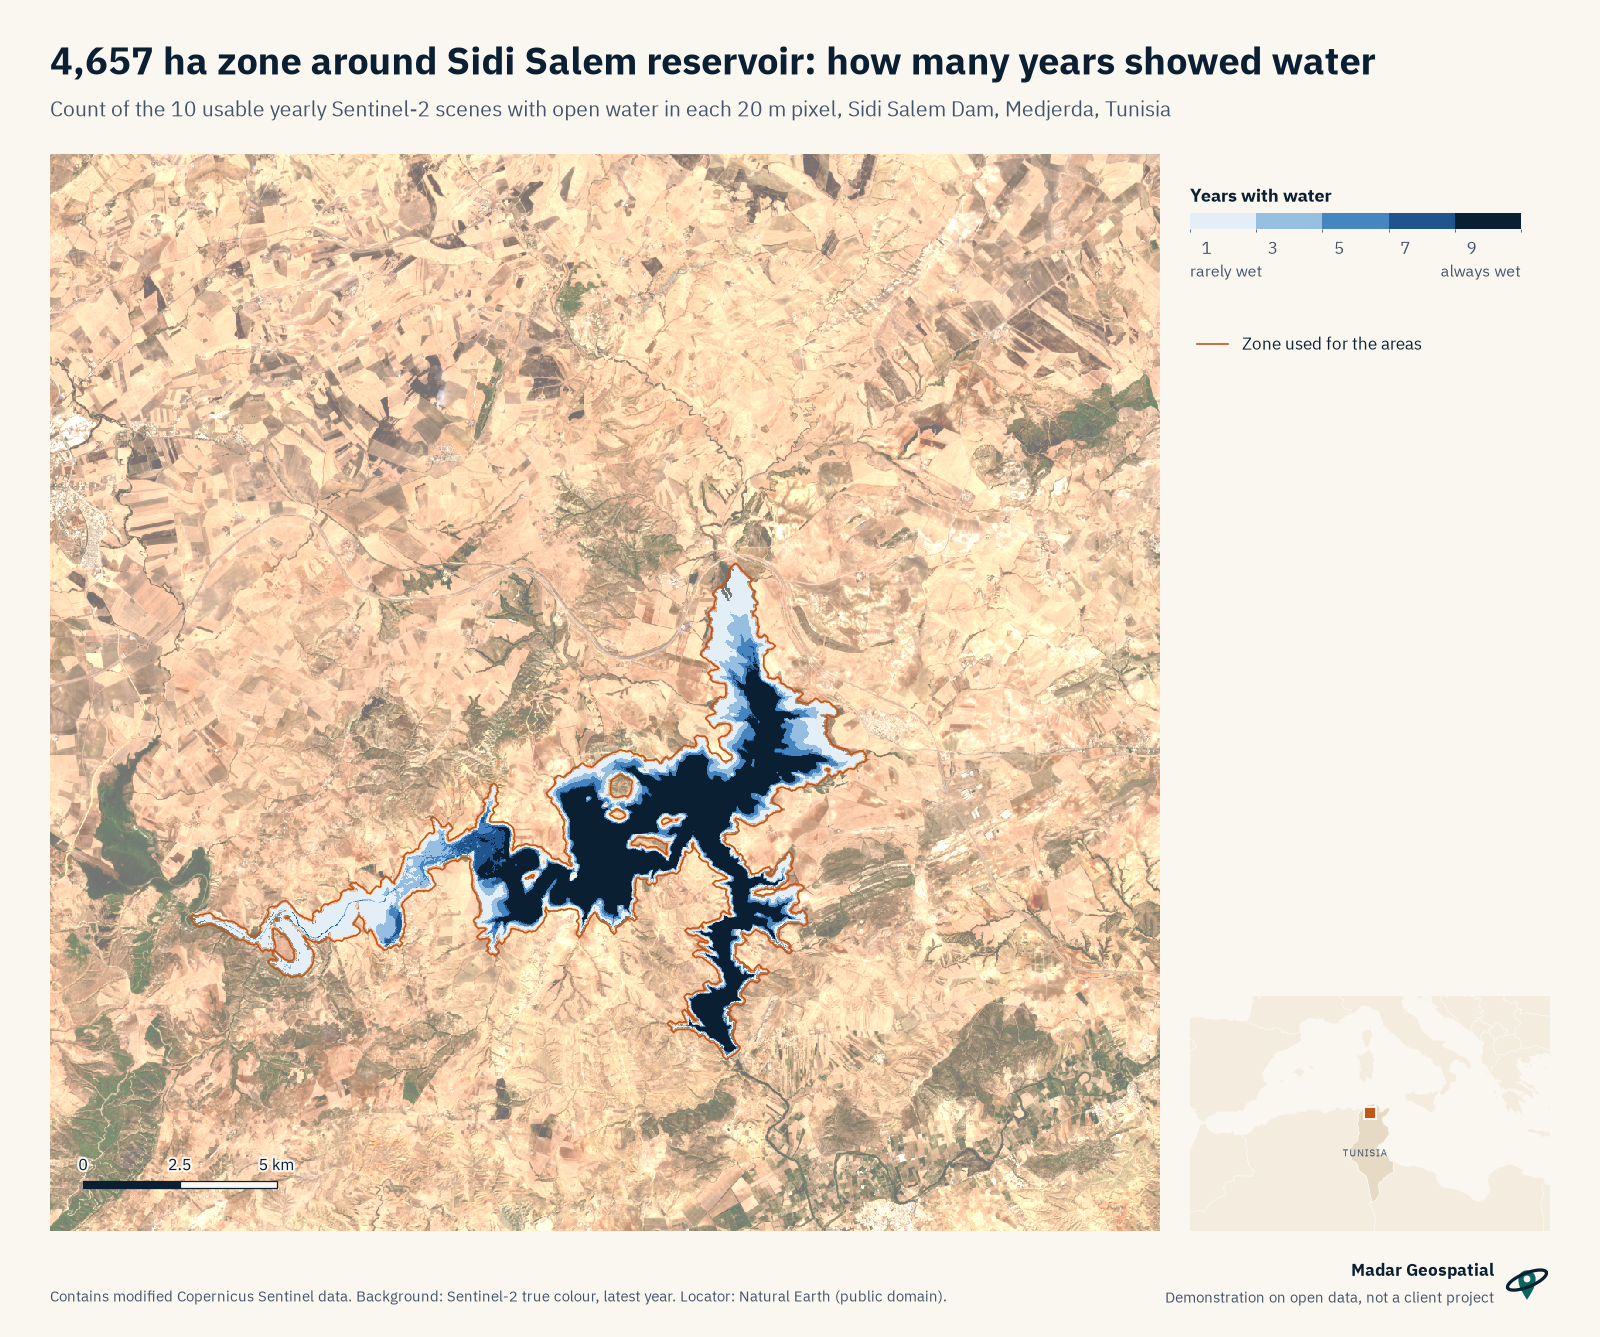 4,657 ha zone around Sidi Salem reservoir: how many years showed water
Count of the 10 usable yearly Sentinel-2 scenes with open water in each 20 m pixel, Sidi Salem Dam, Medjerda, Tunisia
Years with water
1 3 5 7 9
rarely wet always wet
Zone used for the areas
0 2.5 5 km
TUNISIA
Madar Geospatial
Contains modified Copernicus Sentinel data. Background: Sentinel-2 true colour, latest year. Locator: Natural Earth (public domain).
Demonstration on open data, not a client project